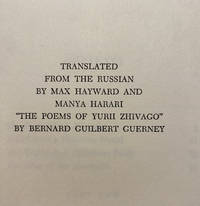 TRANSLATED
FROM THE RUSSIAN
BY MAX HAYWARD AND
MANYA HARARI
"THE POEMS OF YURII ZHIVAGO"
BY BERNARD GUILBERT GUERNEY